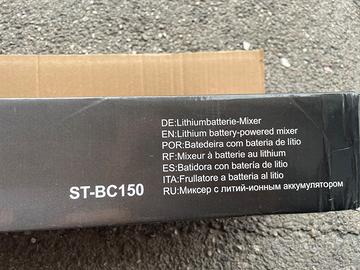 DE:Lithiumbatterie-Mixer
EN:Lithium battery-powered mixer
POR:Batedeira com bateria de lítio
RF:Mixeur à batterie au lithium
ES:Batidora con batería de litio
ITA:Frullatore a batteria al litio
RU:Миксер с литий-ионным аккумулятором
ST-BC150